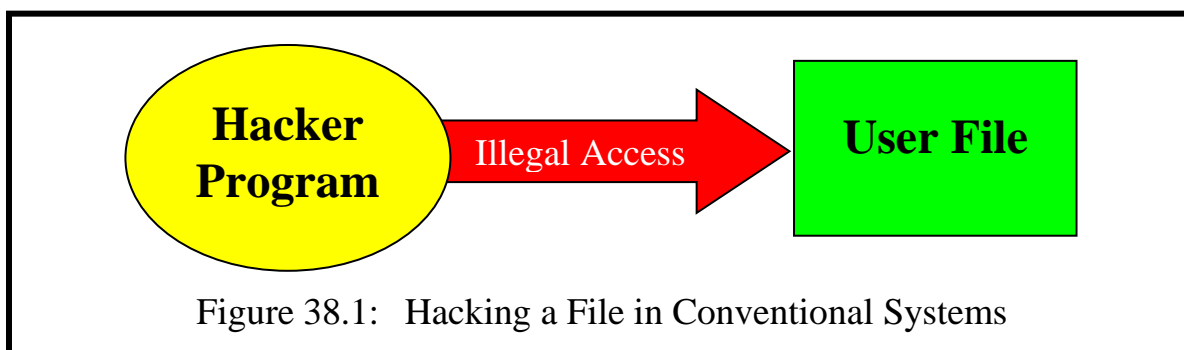 Hacker
Program
Illegal Access
User File
Figure 38.1: Hacking a File in Conventional Systems